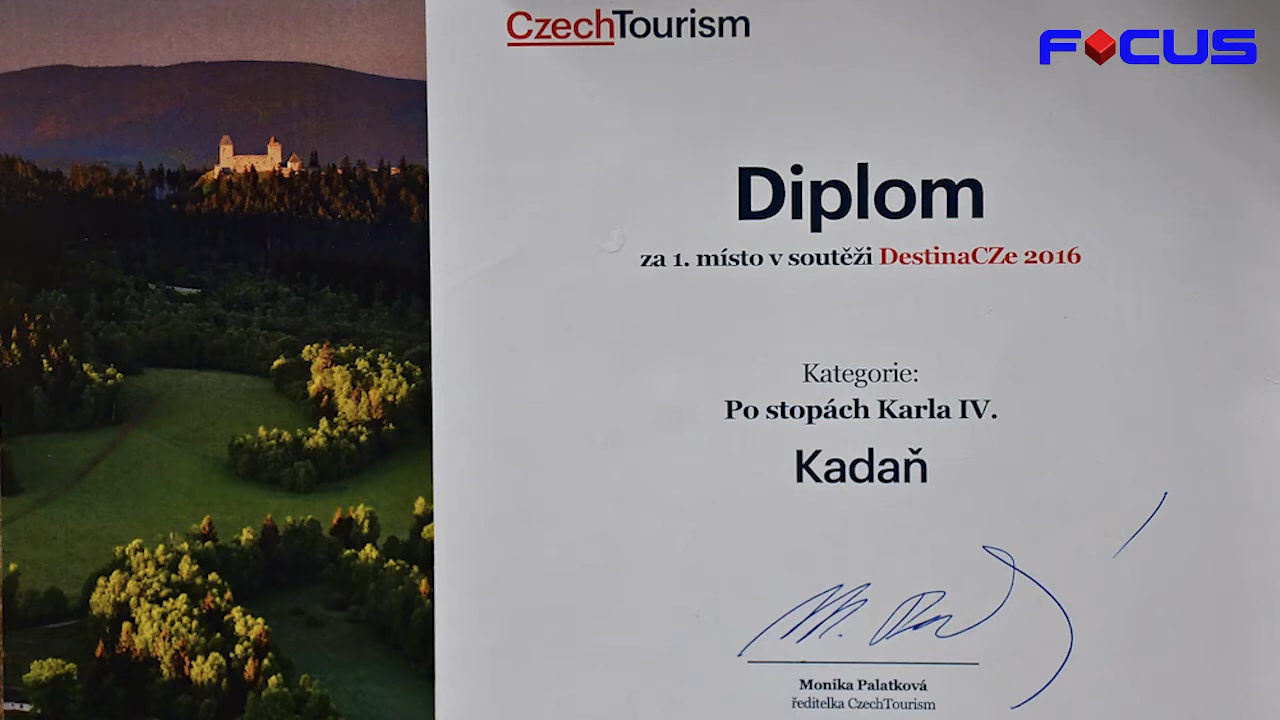 CzechTourism
FOCUS
Diplom
za 1. místo v soutěži DestinaCZe 2016
Kategorie:
Po stopách Karla IV.
Kadaň
Monika Palatková
ředitelka CzechTourism